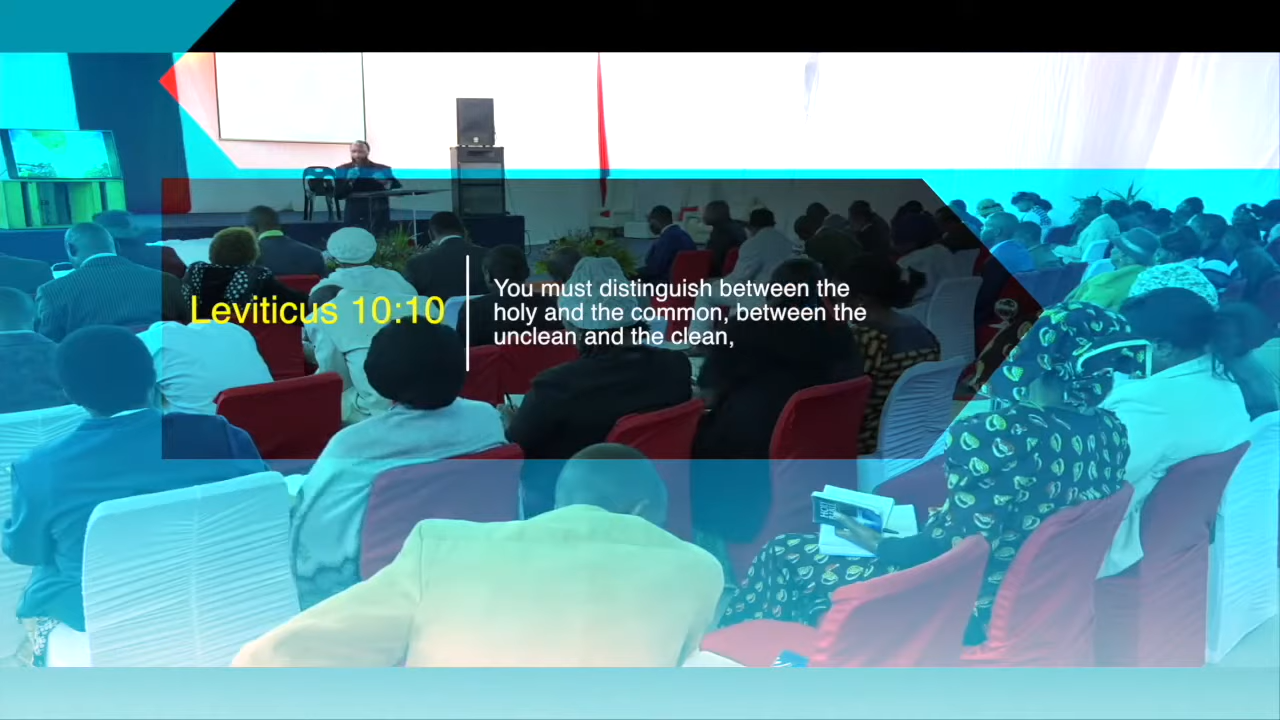 Leviticus 10:10
You must distinguish between the
holy and the common, between the
unclean and the clean,